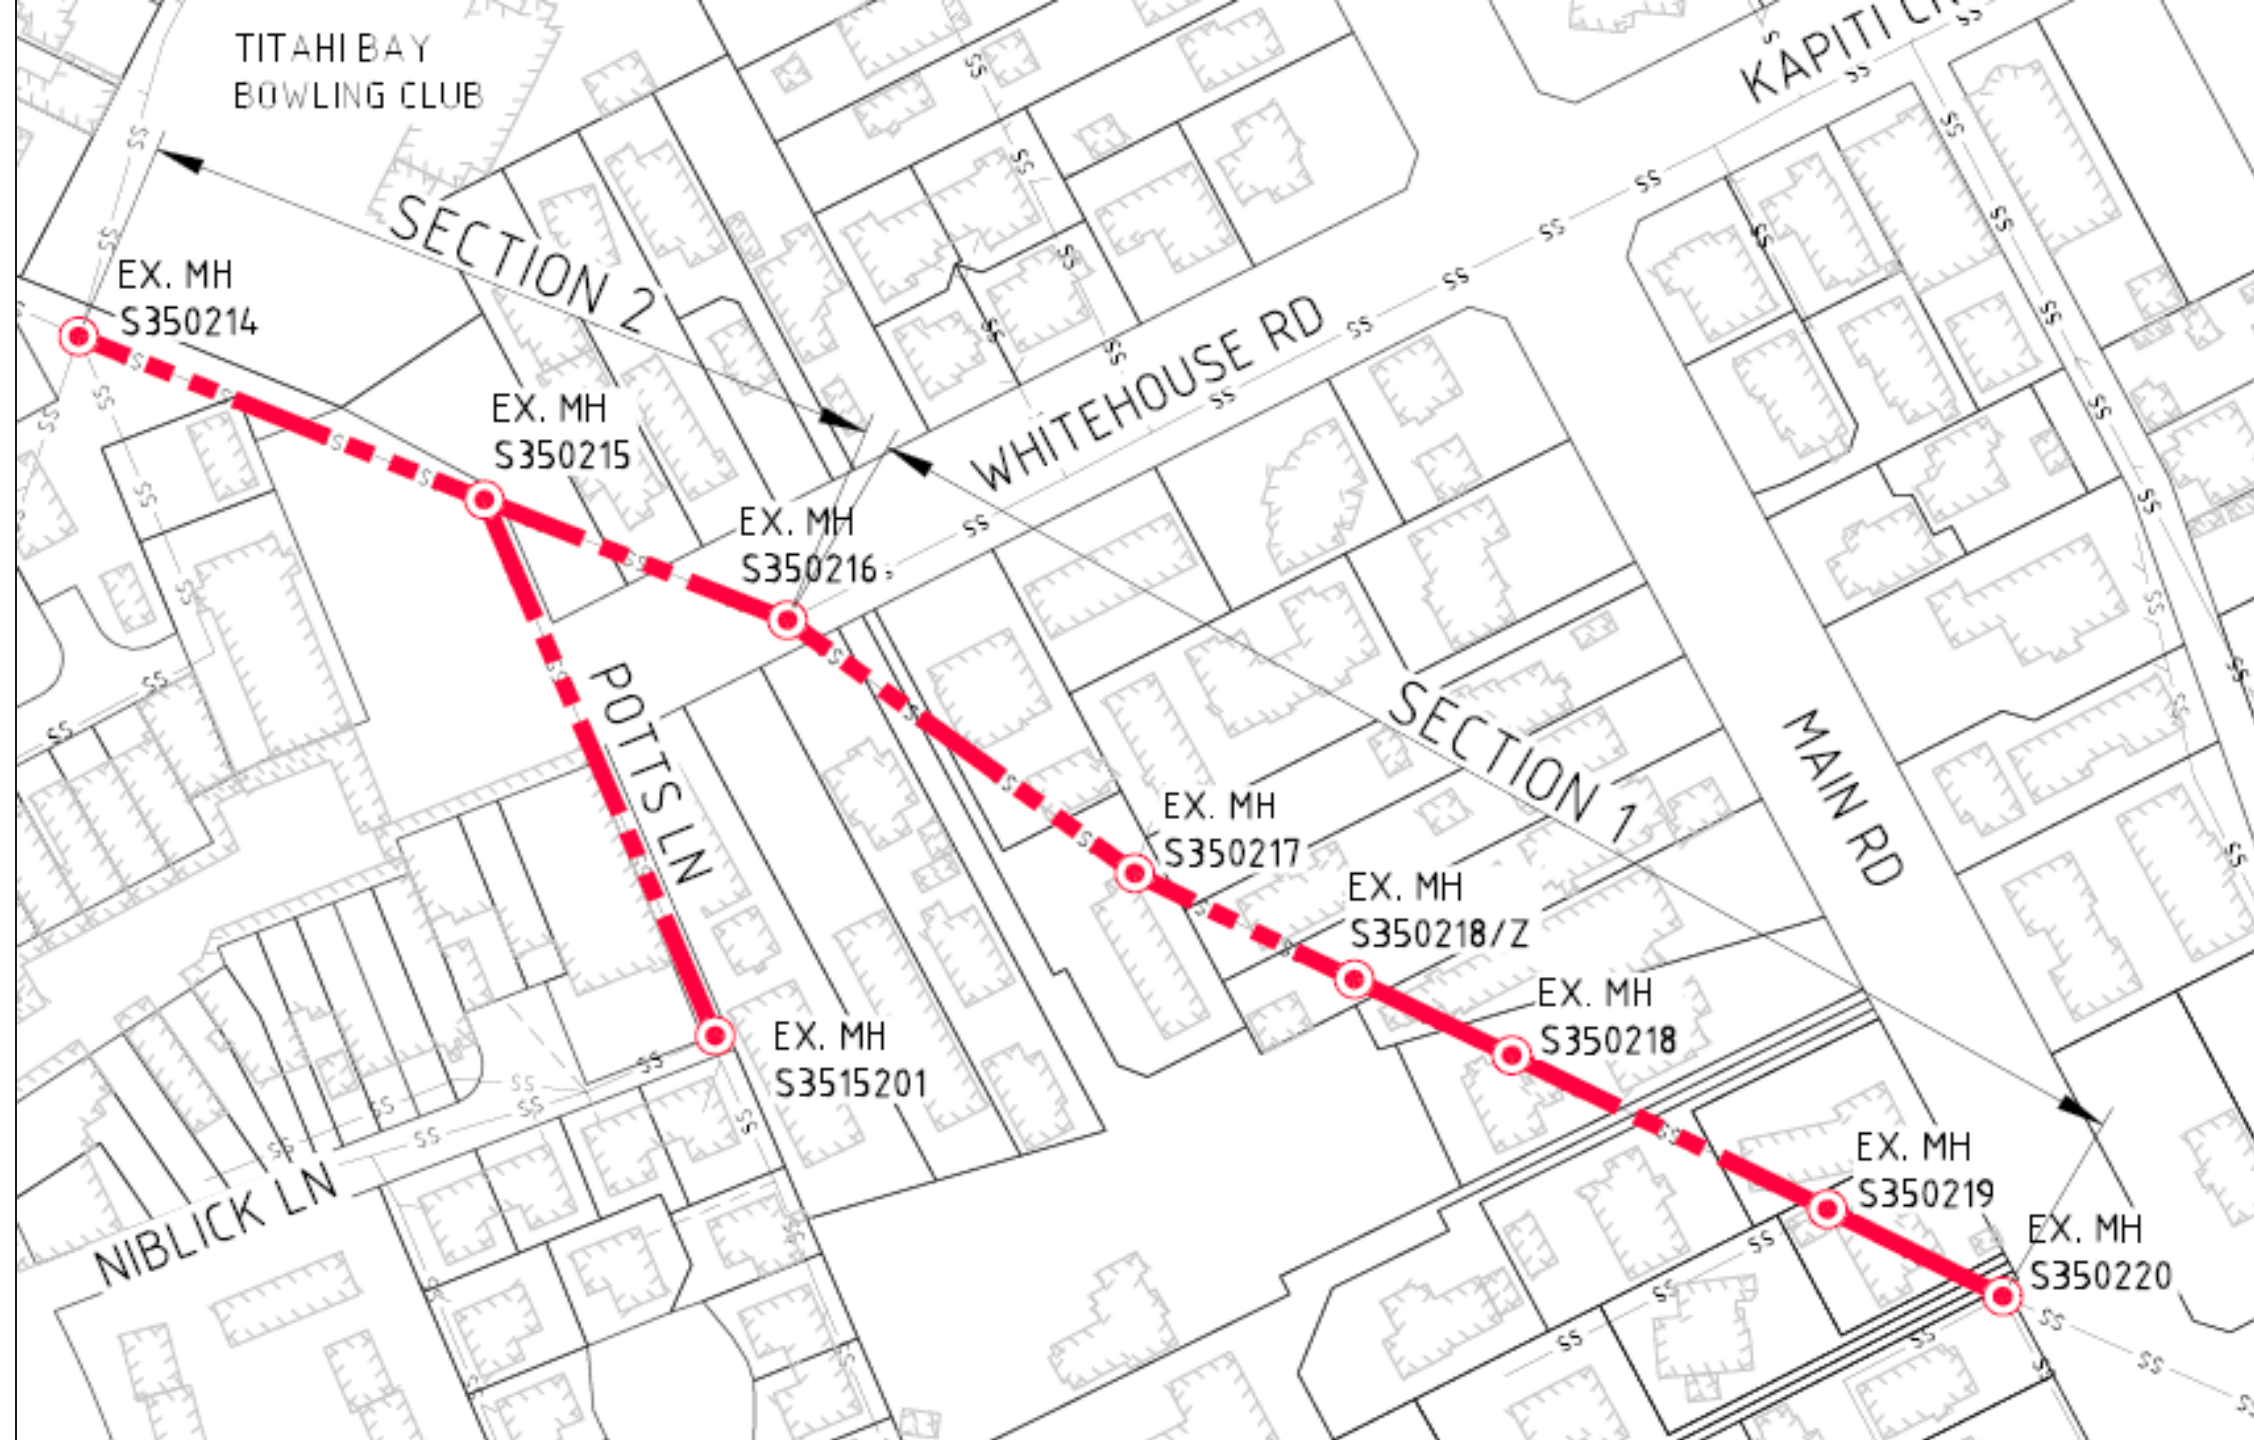 TITAHI BAY
BOWLING CLUB
KAPITI
SECTION 2
EX. MH
S350214
WHITEHOUSE RD
EX. MH
S350215
EX. MH
S350216
POTTS LN
SECTION 1
MAIN RD
EX. MH
S350217
EX. MH
S350218/Z
EX. MH
S350218
EX. MH
S3515201
EX. MH
S350219
NIBLICK LN
EX. MH
S350220